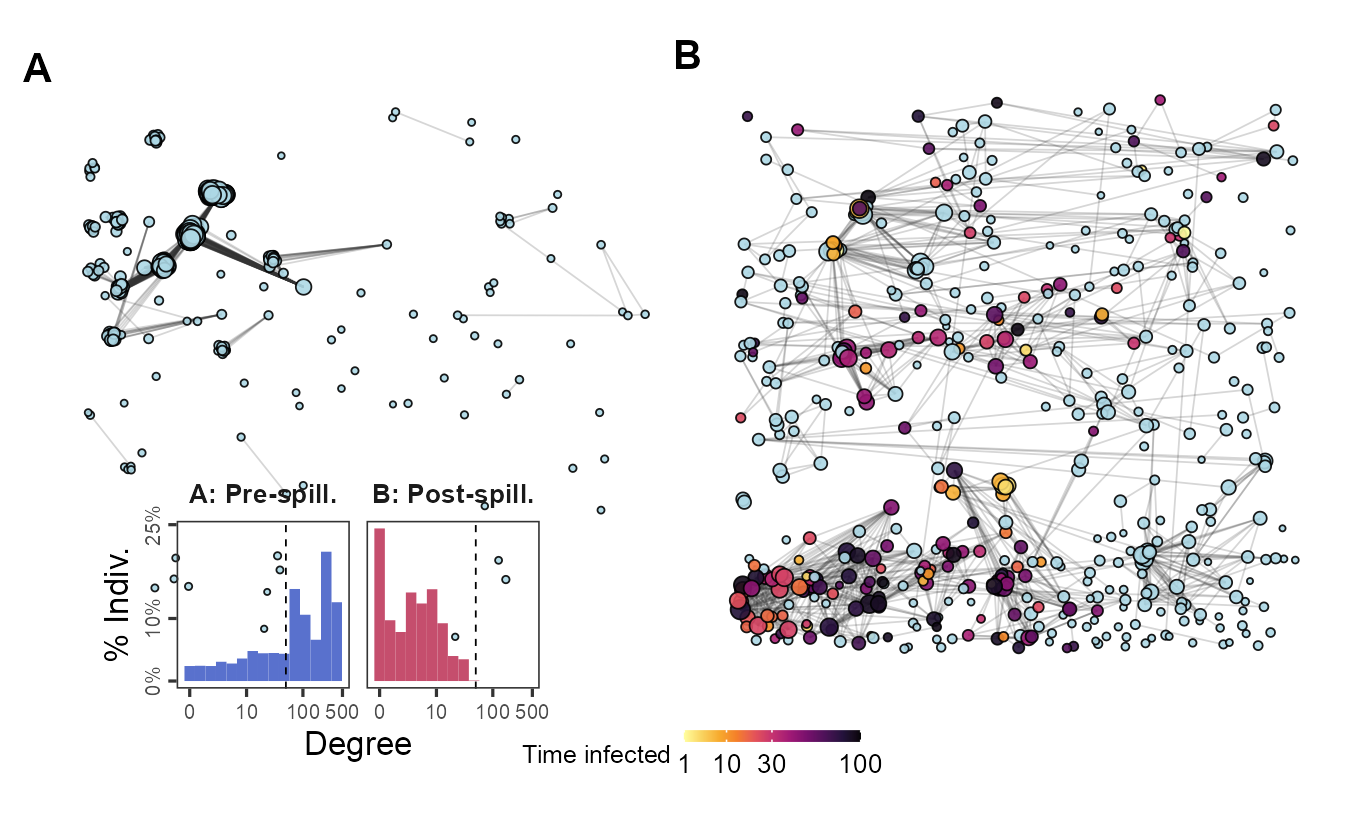 A
B
A: Pre-spill.
B: Post-spill.
% Indiv.
25%
10%
0%
0 10 100 500
0 10 100 500
Degree
Time infected
1 10 30 100